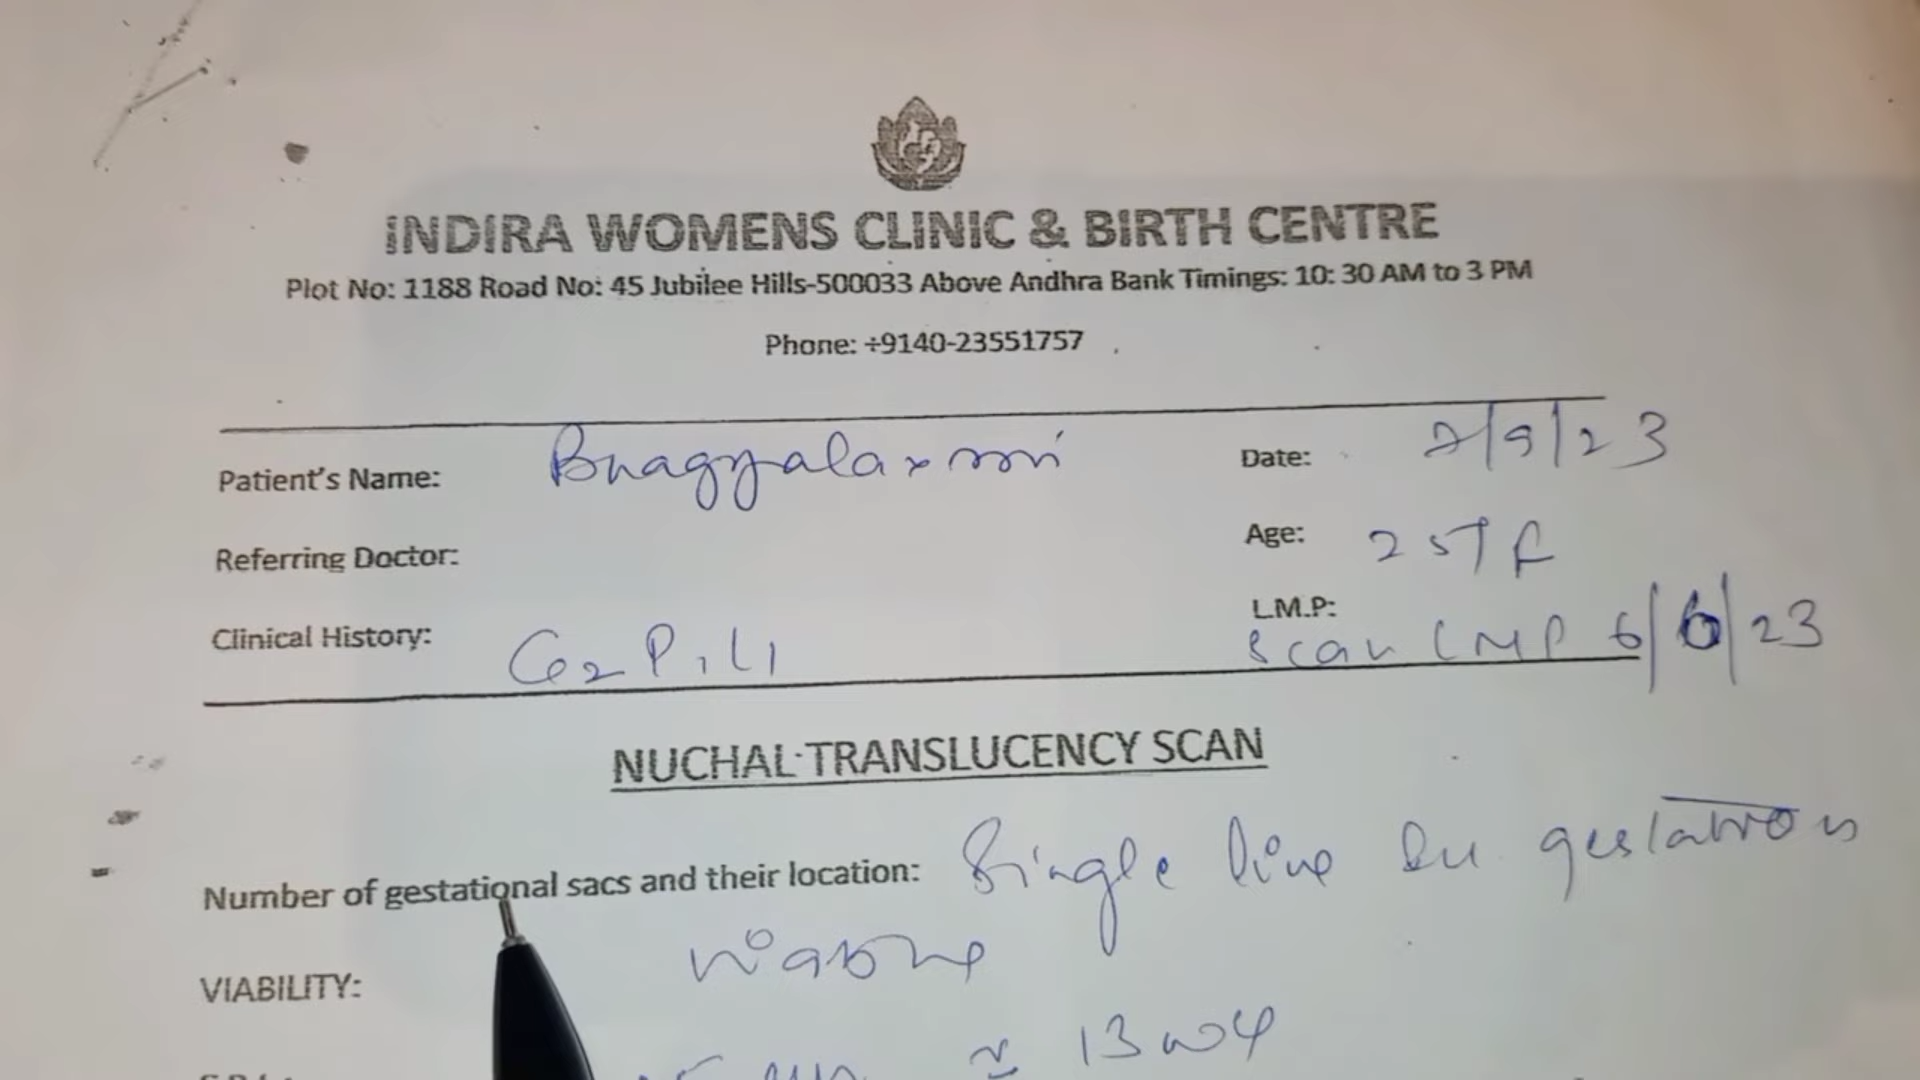 INDIRA WOMENS CLINIC & BIRTH CENTRE
Plot No: 1188 Road No: 45 Jubilee Hills-500033 Above Andhra Bank Timings: 10: 30 AM to 3 PM
Phone: +9140-23551757
Patient's Name: Bhagyalaxmi Date: 2/9/23
Referring Doctor: Age: 25
Clinical History: G2P1L1 L.M.P:
scan LMP 6/6/23
NUCHAL TRANSLUCENCY SCAN
Number of gestational sacs and their location: Single live gestation
VIABILITY: viable
13 w